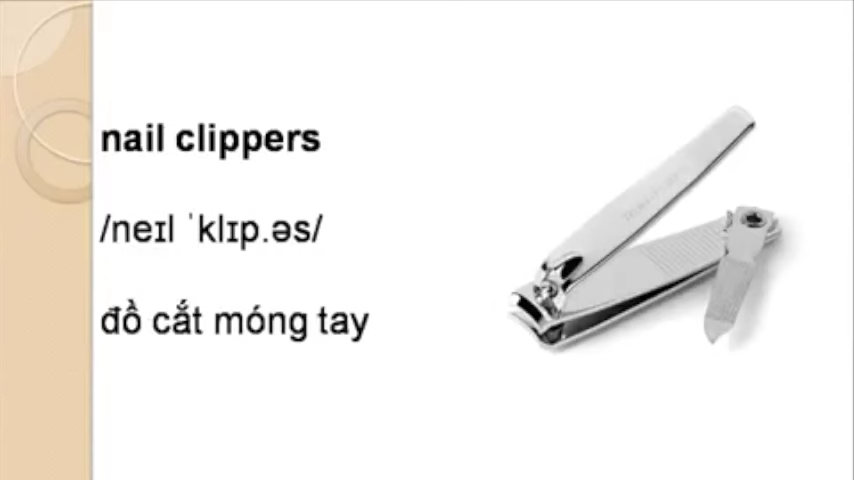 nail clippers
/neɪl ˈklɪp.əs/
đồ cắt móng tay